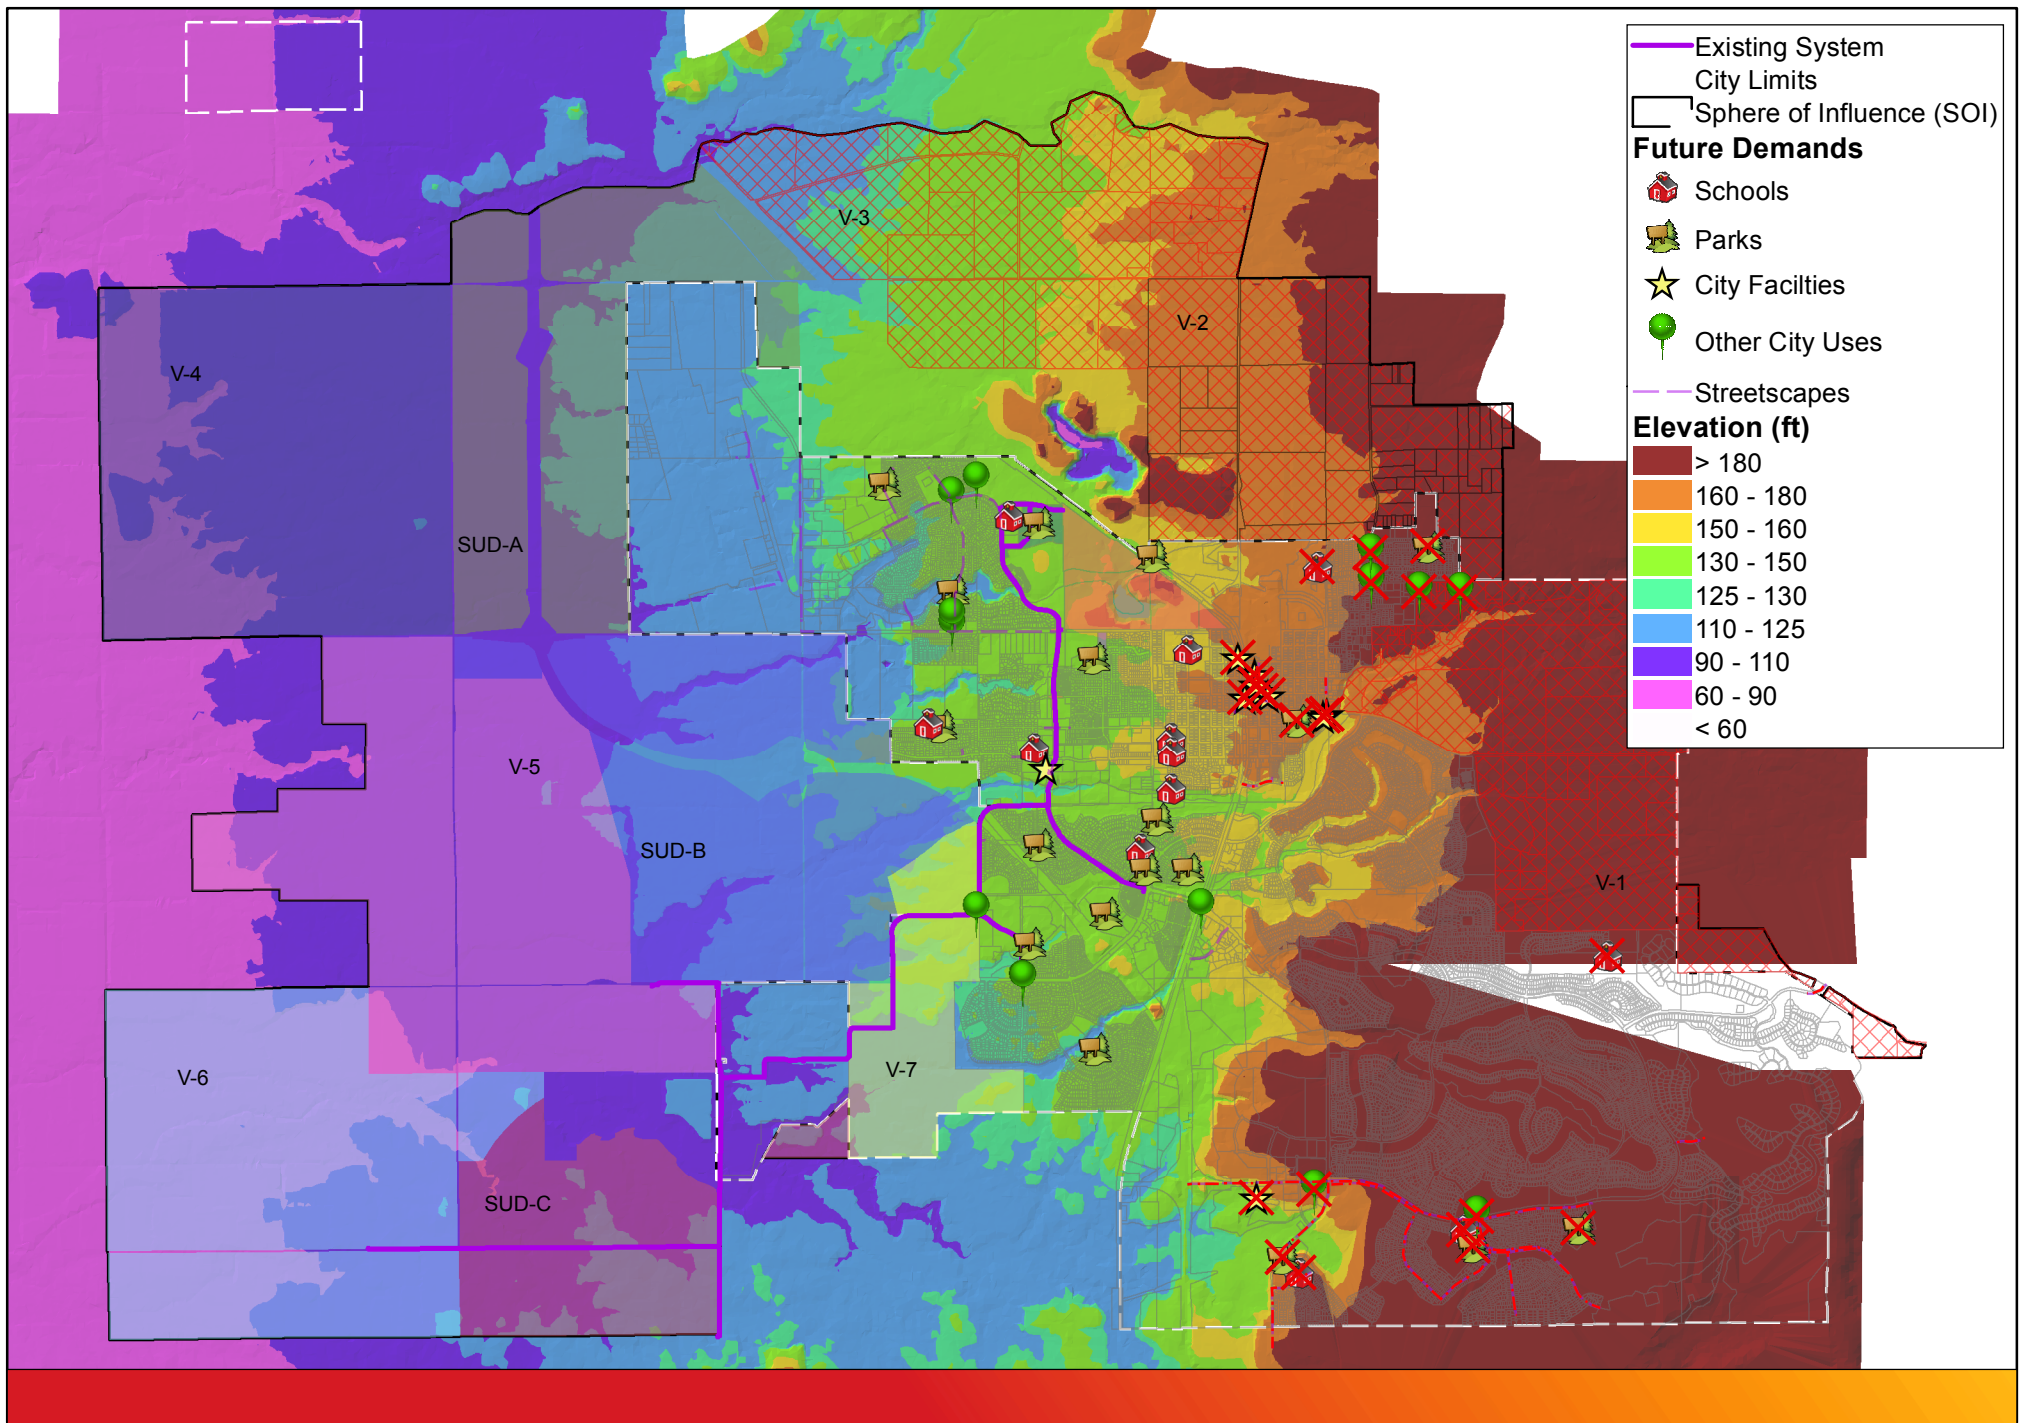 Existing System
City Limits
Sphere of Influence (SOI)
Future Demands
Schools
Parks
City Facilties
Other City Uses
Streetscapes
Elevation (ft)
> 180
160 - 180
150 - 160
130 - 150
125 - 130
110 - 125
90 - 110
60 - 90
< 60
V-3
V-2
V-4
SUD-A
V-5
SUD-B
V-1
V-6
V-7
SUD-C